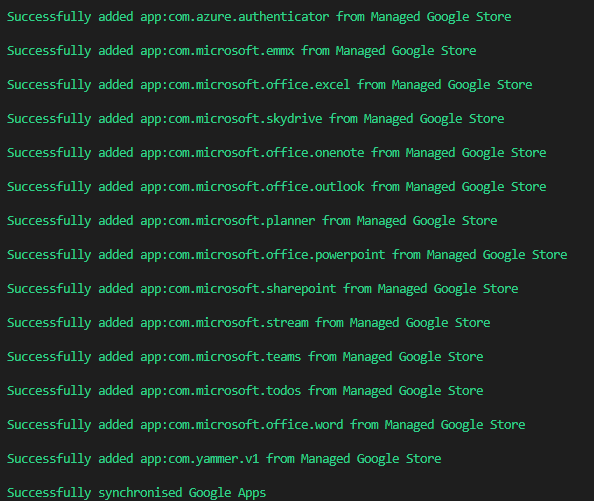 Successfully added app:com.azure.authenticator from Managed Google Store
Successfully added app:com.microsoft.emmx from Managed Google Store
Successfully added app:com.microsoft.office.excel from Managed Google Store
Successfully added app:com.microsoft.skydrive from Managed Google Store
Successfully added app:com.microsoft.office.onenote from Managed Google Store
Successfully added app:com.microsoft.office.outlook from Managed Google Store
Successfully added app:com.microsoft.planner from Managed Google Store
Successfully added app:com.microsoft.office.powerpoint from Managed Google Store
Successfully added app:com.microsoft.sharepoint from Managed Google Store
Successfully added app:com.microsoft.stream from Managed Google Store
Successfully added app:com.microsoft.teams from Managed Google Store
Successfully added app:com.microsoft.todos from Managed Google Store
Successfully added app:com.microsoft.office.word from Managed Google Store
Successfully added app:com.yammer.v1 from Managed Google Store
Successfully synchronised Google Apps